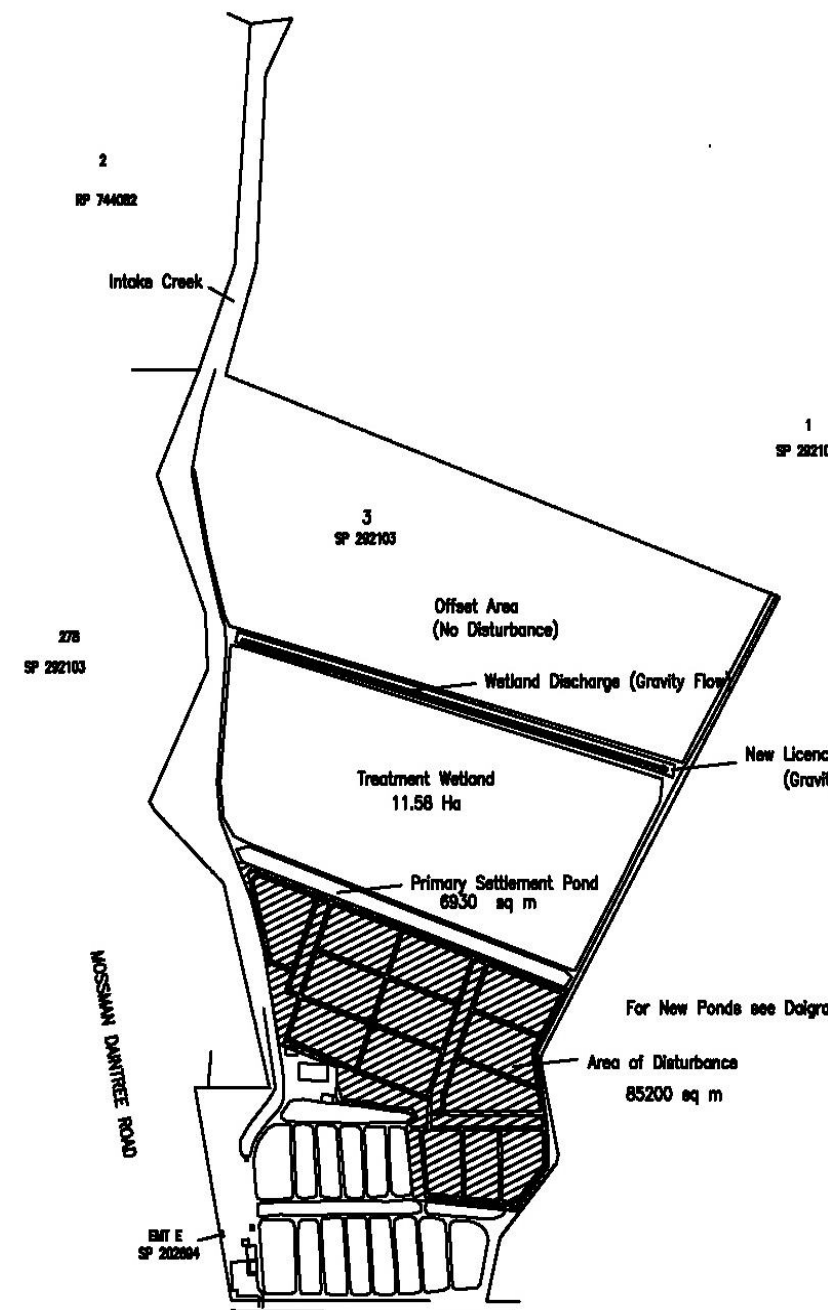 2
RP 744082
Intake Creek
1
SP 29210
3
SP 292103
Offset Area
(No Disturbance)
278
SP 292103
Wetland Discharge (Gravity Flow)
New Licenc
(Gravit
Treatment Wetland
11.58 Ha
Primary Settlement Pond
6930 sq m
MOSSMAN DAINTREE ROAD
For New Ponds see Daigra
Area of Disturbance
85200 sq m
EMT E
SP 202694